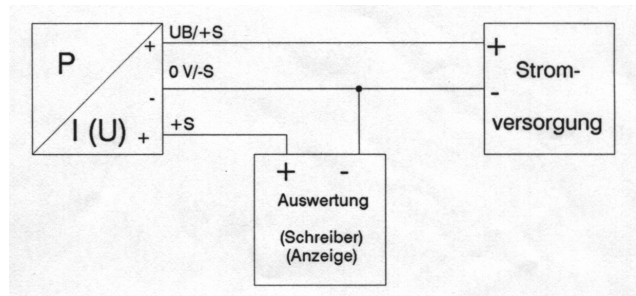 P
I (U)
+
-
+
UB/+S
0 V/-S
+S
+
-
Strom-
versorgung
+ -
Auswertung
(Schreiber)
(Anzeige)